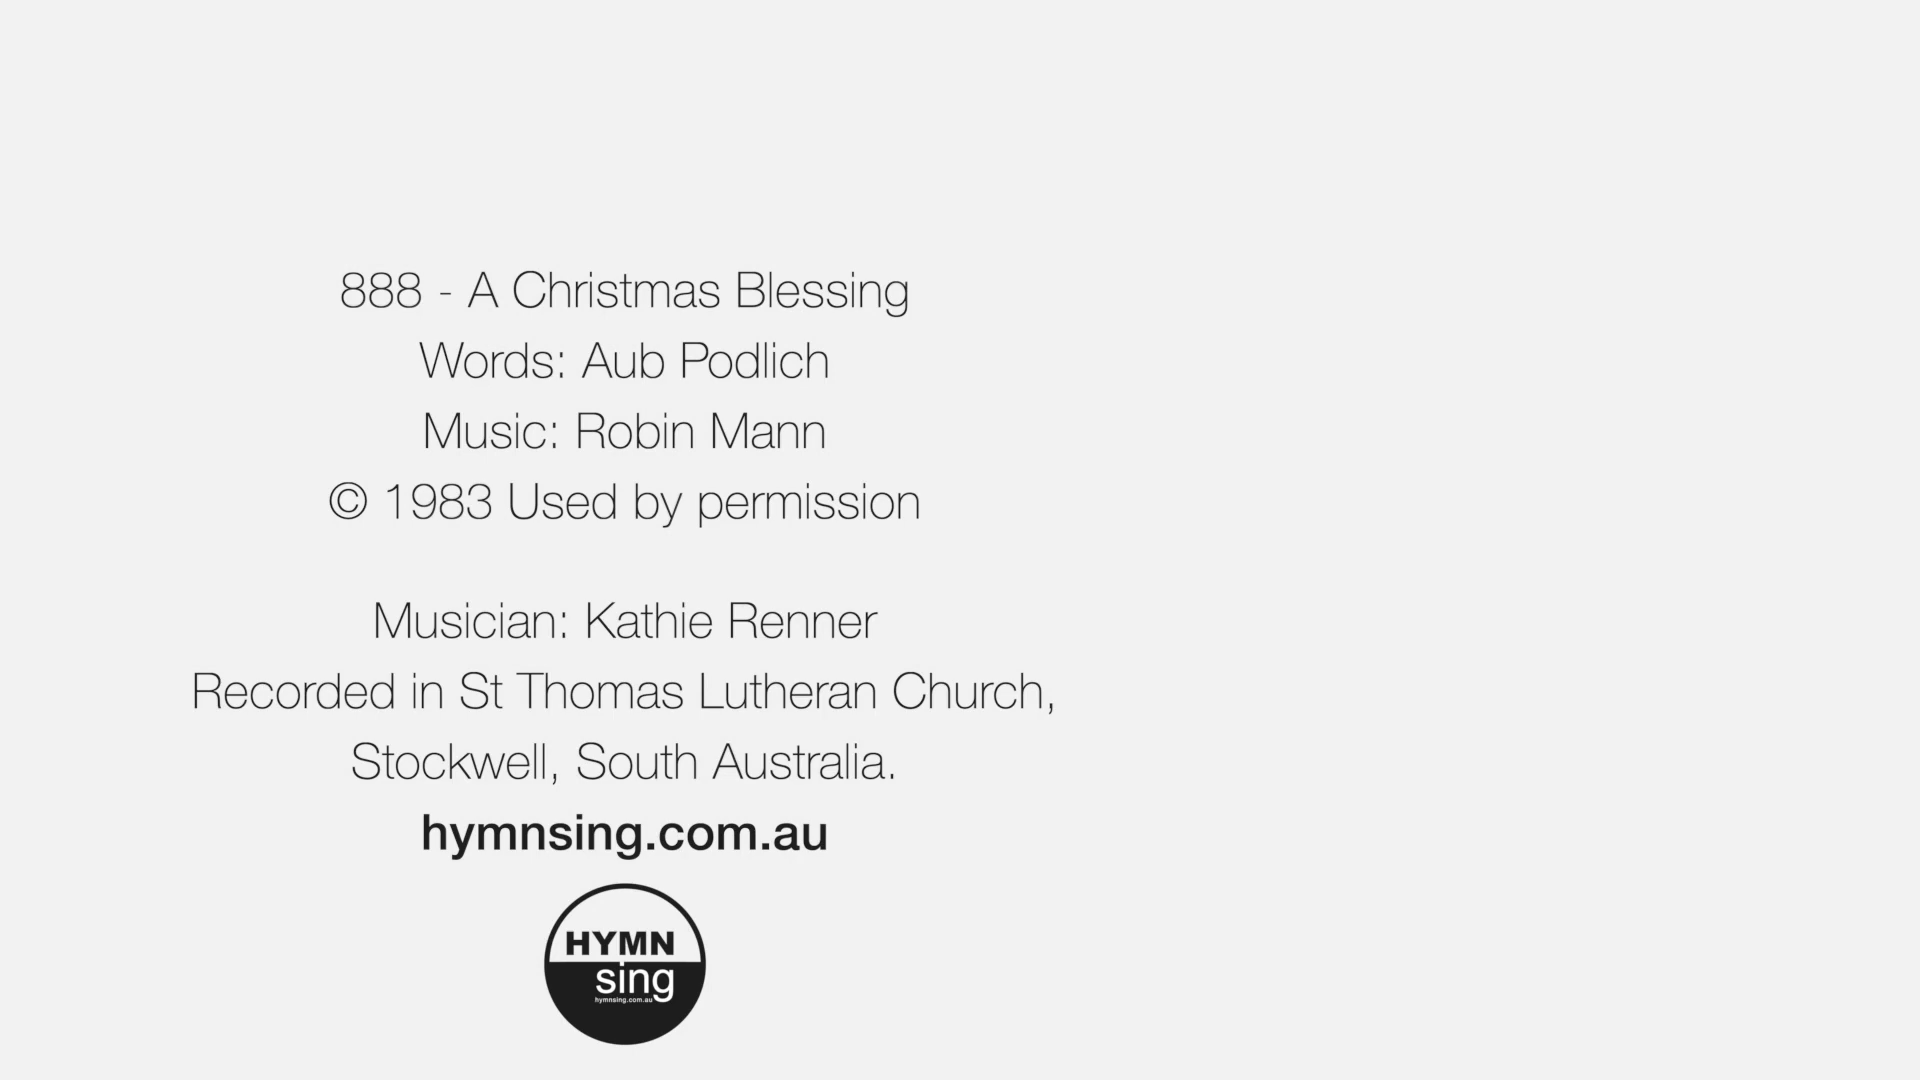 888 - A Christmas Blessing
Words: Aub Podlich
Music: Robin Mann
© 1983 Used by permission
Musician: Kathie Renner
Recorded in St Thomas Lutheran Church,
Stockwell, South Australia.
hymnsing.com.au
HYMN
sing
hymnsing.com.au